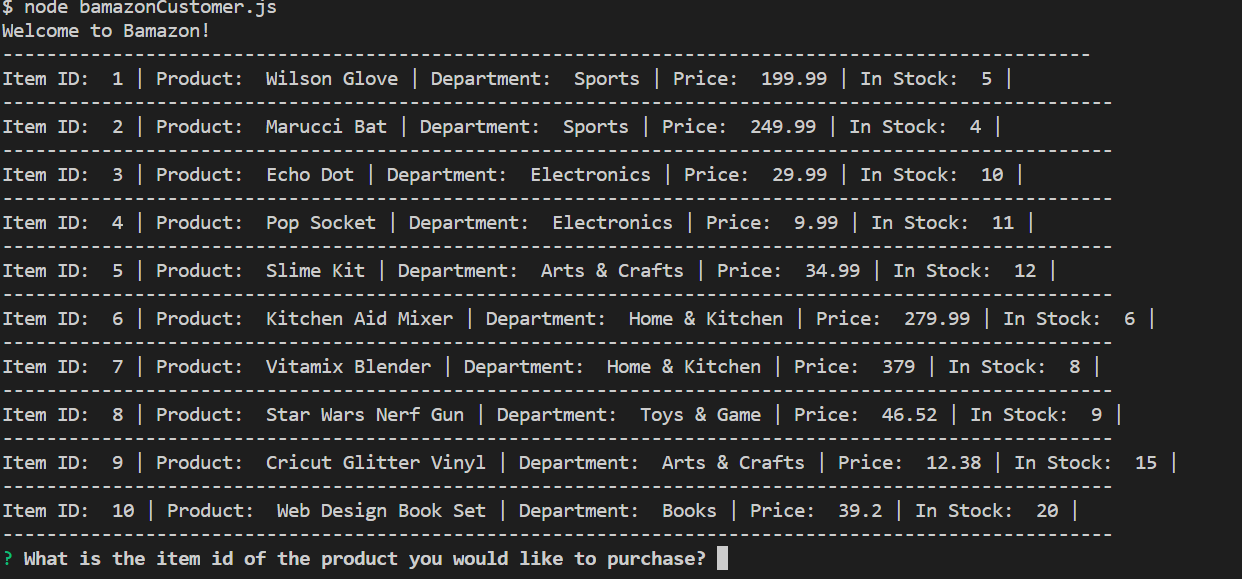 $ node bamazonCustomer.js
Welcome to Bamazon!
---------------------------------------------------------------------------------------------------
Item ID:  1 | Product:  Wilson Glove | Department:  Sports | Price:  199.99 | In Stock:  5 |
-----------------------------------------------------------------------------------------------------
Item ID:  2 | Product:  Marucci Bat | Department:  Sports | Price:  249.99 | In Stock:  4 |
-----------------------------------------------------------------------------------------------------
Item ID:  3 | Product:  Echo Dot | Department:  Electronics | Price:  29.99 | In Stock:  10 |
-----------------------------------------------------------------------------------------------------
Item ID:  4 | Product:  Pop Socket | Department:  Electronics | Price:  9.99 | In Stock:  11 |
-----------------------------------------------------------------------------------------------------
Item ID:  5 | Product:  Slime Kit | Department:  Arts & Crafts | Price:  34.99 | In Stock:  12 |
-----------------------------------------------------------------------------------------------------
Item ID:  6 | Product:  Kitchen Aid Mixer | Department:  Home & Kitchen | Price:  279.99 | In Stock:  6 |
-----------------------------------------------------------------------------------------------------
Item ID:  7 | Product:  Vitamix Blender | Department:  Home & Kitchen | Price:  379 | In Stock:  8 |
-----------------------------------------------------------------------------------------------------
Item ID:  8 | Product:  Star Wars Nerf Gun | Department:  Toys & Game | Price:  46.52 | In Stock:  9 |
-----------------------------------------------------------------------------------------------------
Item ID:  9 | Product:  Cricut Glitter Vinyl | Department:  Arts & Crafts | Price:  12.38 | In Stock:  15 |
-----------------------------------------------------------------------------------------------------
Item ID:  10 | Product:  Web Design Book Set | Department:  Books | Price:  39.2 | In Stock:  20 |
-----------------------------------------------------------------------------------------------------
? What is the item id of the product you would like to purchase?